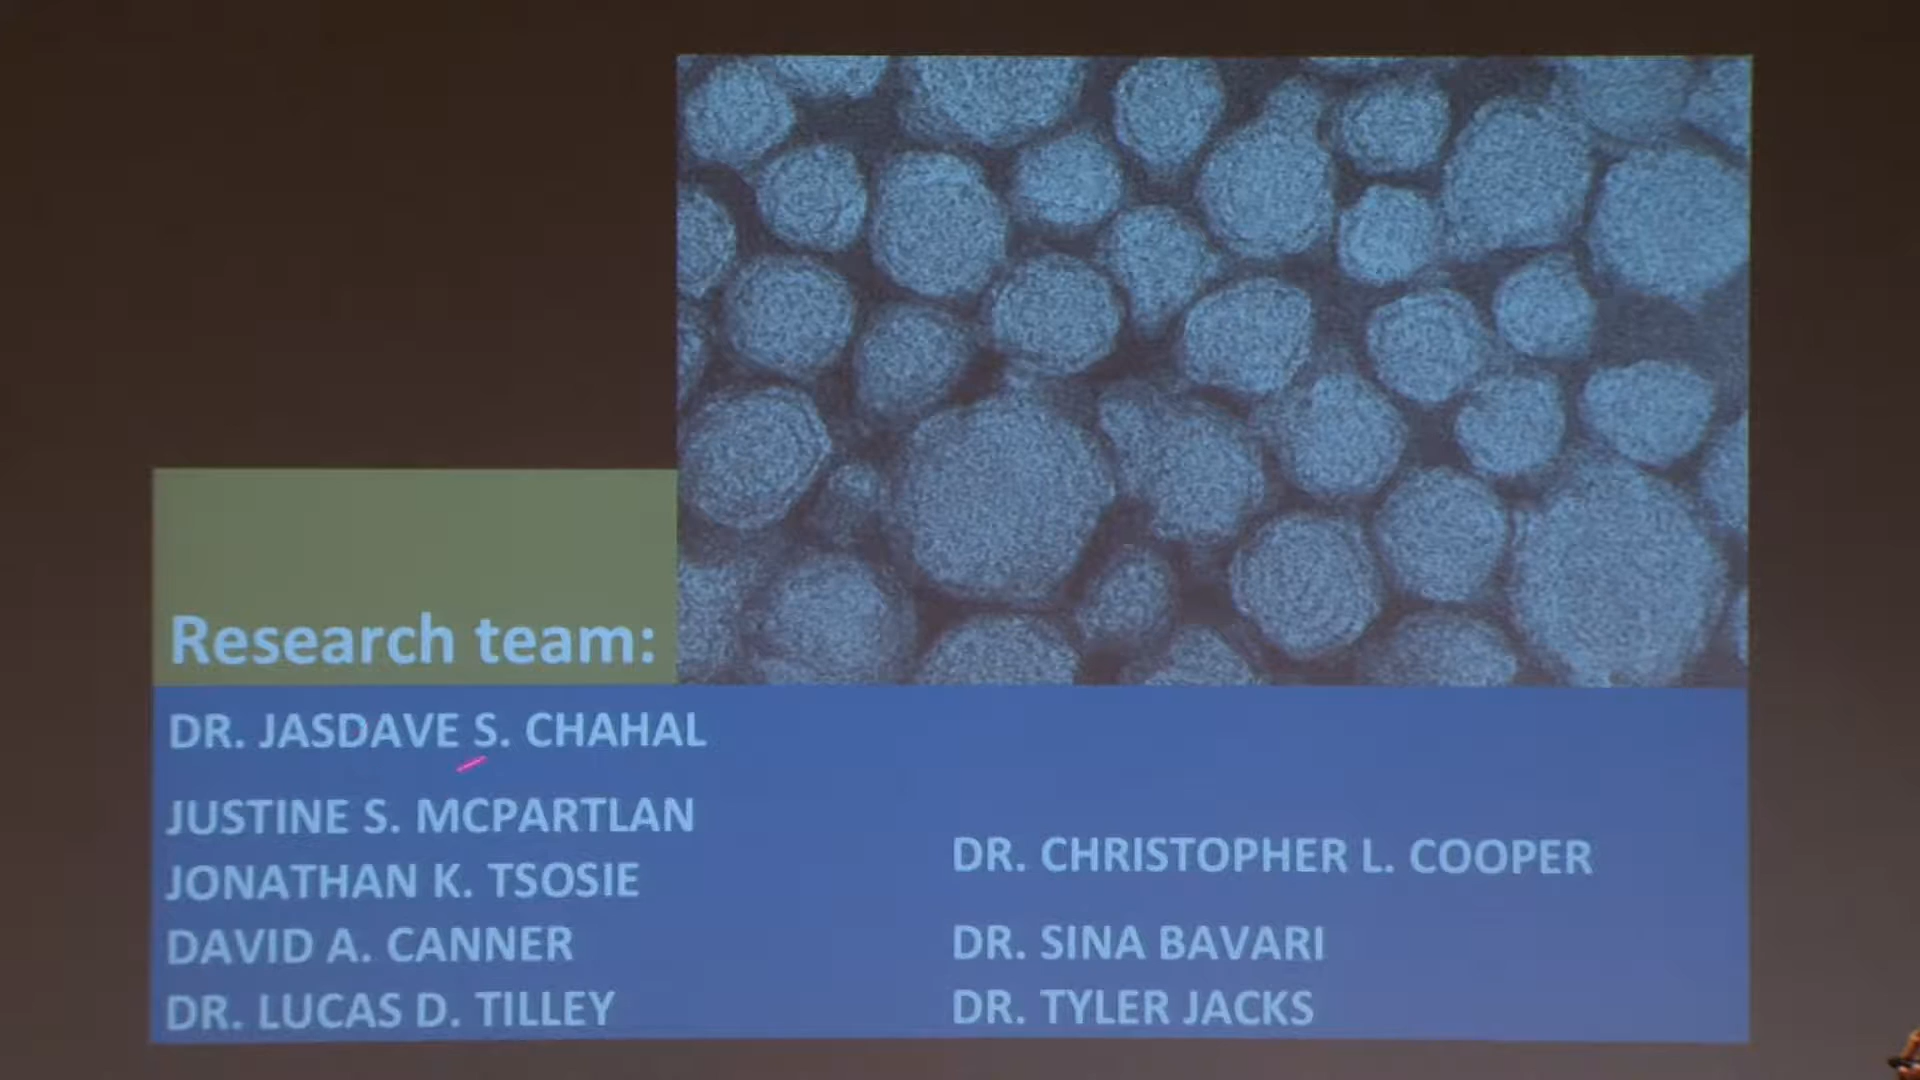 Research team:
DR. JASDAVE S. CHAHAL
JUSTINE S. MCPARTLAN
JONATHAN K. TSOSIE
DAVID A. CANNER
DR. LUCAS D. TILLEY
DR. CHRISTOPHER L. COOPER
DR. SINA BAVARI
DR. TYLER JACKS